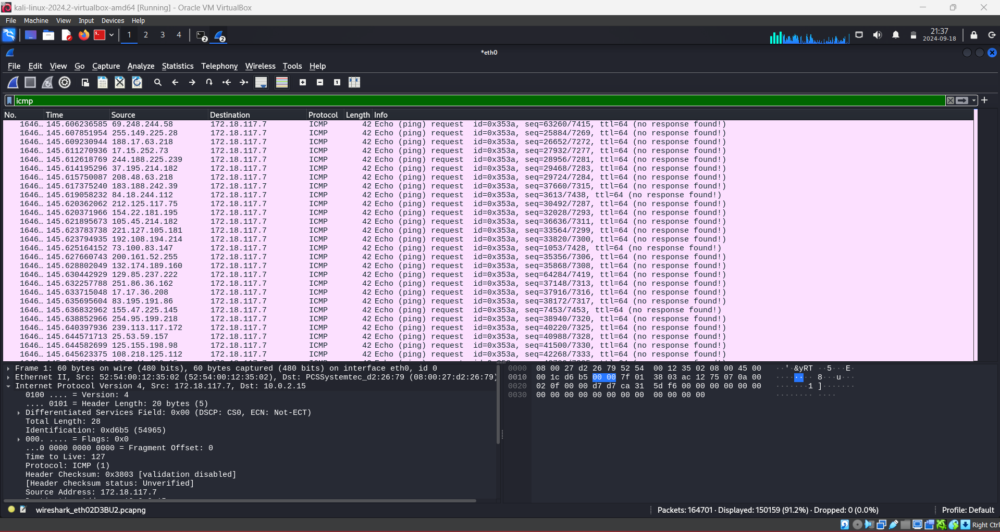 kali-linux-2024.2-virtualbox-amd64 [Running] - Oracle VM VirtualBox
File Machine View Input Devices Help
1 2 3 4 2 2 21:37
2024-09-18
*eth0
File Edit View Go Capture Analyze Statistics Telephony Wireless Tools Help
icmp
No. Time Source Destination Protocol Length Info
1646… 145.606236585 69.248.244.58 172.18.117.7 ICMP 42 Echo (ping) request id=0x353a, seq=63260/7415, ttl=64 (no response found!)
1646… 145.607851954 255.149.225.28 172.18.117.7 ICMP 42 Echo (ping) request id=0x353a, seq=25884/7269, ttl=64 (no response found!)
1646… 145.609230944 188.17.63.218 172.18.117.7 ICMP 42 Echo (ping) request id=0x353a, seq=26652/7272, ttl=64 (no response found!)
1646… 145.611270936 17.15.252.73 172.18.117.7 ICMP 42 Echo (ping) request id=0x353a, seq=27932/7277, ttl=64 (no response found!)
1646… 145.612618769 244.188.225.239 172.18.117.7 ICMP 42 Echo (ping) request id=0x353a, seq=28956/7281, ttl=64 (no response found!)
1646… 145.614195296 37.195.214.182 172.18.117.7 ICMP 42 Echo (ping) request id=0x353a, seq=29468/7283, ttl=64 (no response found!)
1646… 145.615750087 208.48.63.218 172.18.117.7 ICMP 42 Echo (ping) request id=0x353a, seq=29724/7284, ttl=64 (no response found!)
1646… 145.617375240 183.188.242.39 172.18.117.7 ICMP 42 Echo (ping) request id=0x353a, seq=37660/7315, ttl=64 (no response found!)
1646… 145.619058232 84.18.244.112 172.18.117.7 ICMP 42 Echo (ping) request id=0x353a, seq=3613/7438, ttl=64 (no response found!)
1646… 145.620362062 212.125.117.75 172.18.117.7 ICMP 42 Echo (ping) request id=0x353a, seq=30492/7287, ttl=64 (no response found!)
1646… 145.620371966 154.22.181.195 172.18.117.7 ICMP 42 Echo (ping) request id=0x353a, seq=32028/7293, ttl=64 (no response found!)
1646… 145.621895673 105.45.214.182 172.18.117.7 ICMP 42 Echo (ping) request id=0x353a, seq=36636/7311, ttl=64 (no response found!)
1646… 145.623783738 221.127.105.181 172.18.117.7 ICMP 42 Echo (ping) request id=0x353a, seq=33564/7299, ttl=64 (no response found!)
1646… 145.623794935 192.108.194.214 172.18.117.7 ICMP 42 Echo (ping) request id=0x353a, seq=33820/7300, ttl=64 (no response found!)
1646… 145.625164152 73.100.83.147 172.18.117.7 ICMP 42 Echo (ping) request id=0x353a, seq=1053/7428, ttl=64 (no response found!)
1646… 145.627660743 200.161.52.255 172.18.117.7 ICMP 42 Echo (ping) request id=0x353a, seq=35356/7306, ttl=64 (no response found!)
1646… 145.628802049 132.174.189.160 172.18.117.7 ICMP 42 Echo (ping) request id=0x353a, seq=35868/7308, ttl=64 (no response found!)
1646… 145.630442929 129.85.237.222 172.18.117.7 ICMP 42 Echo (ping) request id=0x353a, seq=64284/7419, ttl=64 (no response found!)
1646… 145.632257788 251.86.36.162 172.18.117.7 ICMP 42 Echo (ping) request id=0x353a, seq=37148/7313, ttl=64 (no response found!)
1646… 145.633715048 17.17.36.208 172.18.117.7 ICMP 42 Echo (ping) request id=0x353a, seq=37916/7316, ttl=64 (no response found!)
1646… 145.635695604 83.195.191.86 172.18.117.7 ICMP 42 Echo (ping) request id=0x353a, seq=38172/7317, ttl=64 (no response found!)
1646… 145.636832962 155.47.225.145 172.18.117.7 ICMP 42 Echo (ping) request id=0x353a, seq=7453/7453, ttl=64 (no response found!)
1646… 145.638852966 254.95.199.218 172.18.117.7 ICMP 42 Echo (ping) request id=0x353a, seq=38940/7320, ttl=64 (no response found!)
1646… 145.640397936 239.113.117.172 172.18.117.7 ICMP 42 Echo (ping) request id=0x353a, seq=40220/7325, ttl=64 (no response found!)
1646… 145.644571713 25.53.59.157 172.18.117.7 ICMP 42 Echo (ping) request id=0x353a, seq=40988/7328, ttl=64 (no response found!)
1646… 145.644582699 125.155.198.98 172.18.117.7 ICMP 42 Echo (ping) request id=0x353a, seq=41500/7330, ttl=64 (no response found!)
1646… 145.645623375 108.218.125.112 172.18.117.7 ICMP 42 Echo (ping) request id=0x353a, seq=42268/7333, ttl=64 (no response found!)
Frame 1: 60 bytes on wire (480 bits), 60 bytes captured (480 bits) on interface eth0, id 0
Ethernet II, Src: 52:54:00:12:35:02 (52:54:00:12:35:02), Dst: PCSSystemtec_d2:26:79 (08:00:27:d2:26:79)
Internet Protocol Version 4, Src: 172.18.117.7, Dst: 10.0.2.15
0100 .... = Version: 4
.... 0101 = Header Length: 20 bytes (5)
Differentiated Services Field: 0x00 (DSCP: CS0, ECN: Not-ECT)
Total Length: 28
Identification: 0xd6b5 (54965)
000. .... = Flags: 0x0
...0 0000 0000 0000 = Fragment Offset: 0
Time to Live: 127
Protocol: ICMP (1)
Header Checksum: 0x3803 [validation disabled]
[Header checksum status: Unverified]
Source Address: 172.18.117.7
0000 08 00 27 d2 26 79 52 54 00 12 35 02 08 00 45 00 ··'·&yRT ··5···E·
0010 00 1c d6 b5 00 00 7f 01 38 03 ac 12 75 07 0a 00 ········ 8···u···
0020 02 0f 00 00 d7 d7 ca 31 5d f6 00 00 00 00 00 00 ·······1 ]·······
0030 00 00 00 00 00 00 00 00 00 00 00 00 ········ ····
wireshark_eth02D3BU2.pcapng Packets: 164701 · Displayed: 150159 (91.2%) · Dropped: 0 (0.0%) Profile: Default
Right Ctrl